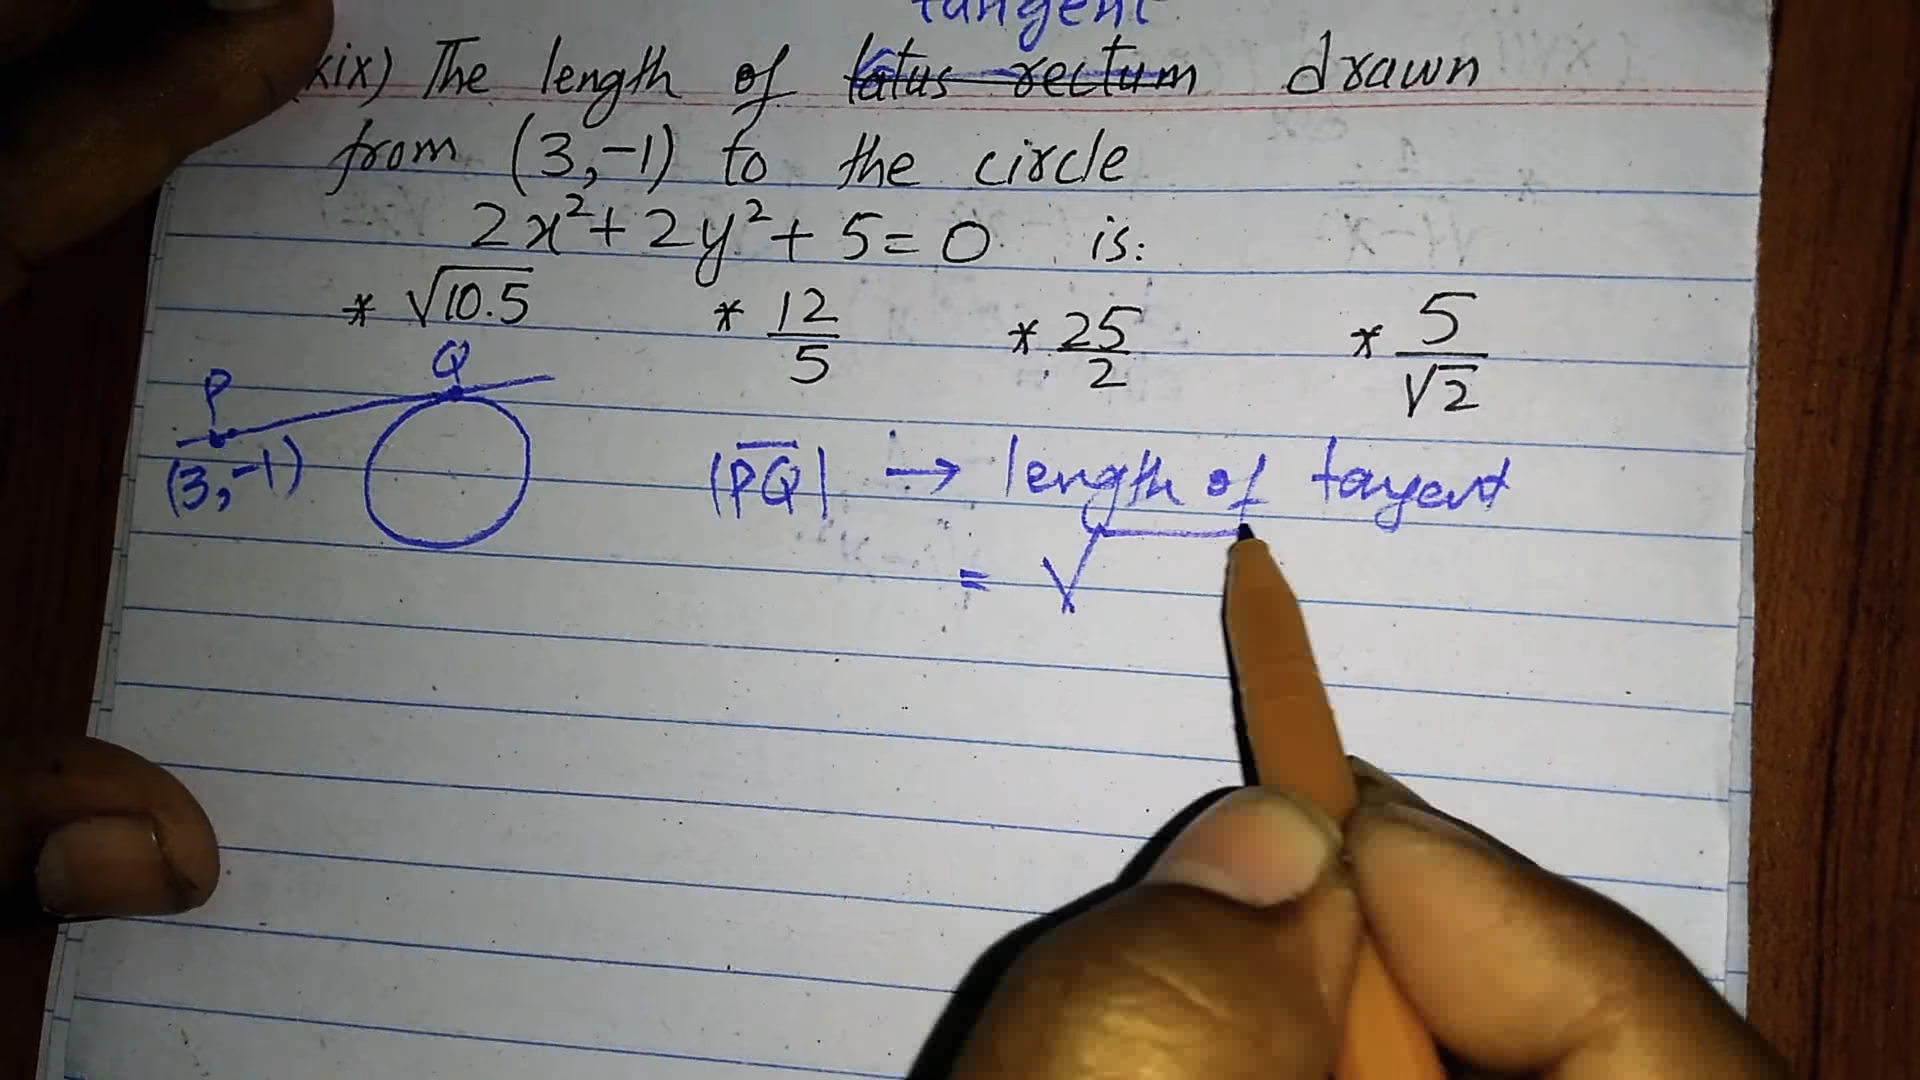 tangent
(xix) The length of latus rectum drawn
from (3,-1) to the circle
2x²+2y²+5=0 is:
* √10.5 * 12/5 * 25/2 * 5/√2
P Q
(3,-1) |PQ| → length of tangent
= √